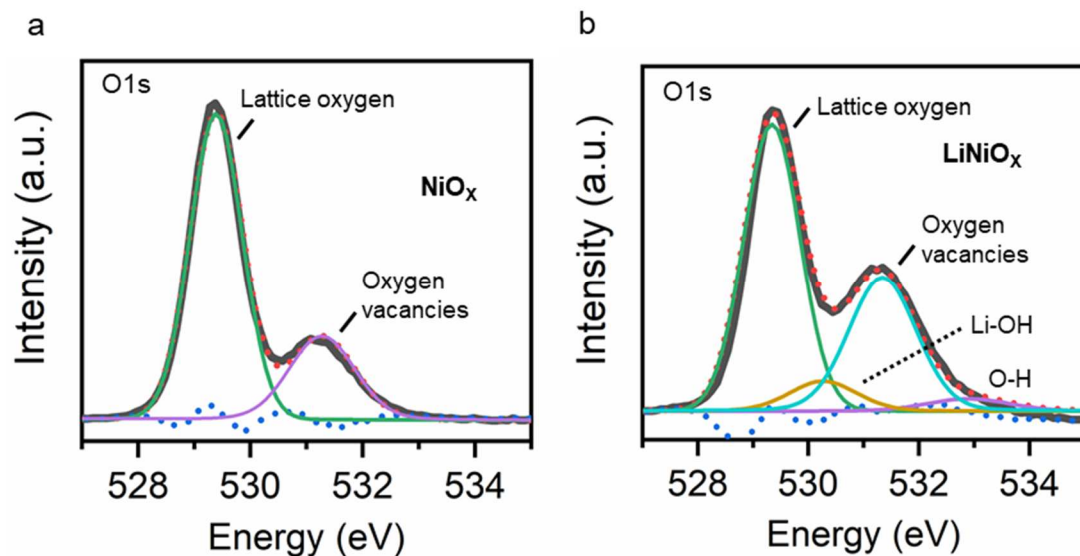 a
O1s
Lattice oxygen
NiOₓ
Oxygen
vacancies
Intensity (a.u.)
528 530 532 534
Energy (eV)
b
O1s
Lattice oxygen
LiNiOₓ
Oxygen
vacancies
Li-OH
O-H
Intensity (a.u.)
528 530 532 534
Energy (eV)